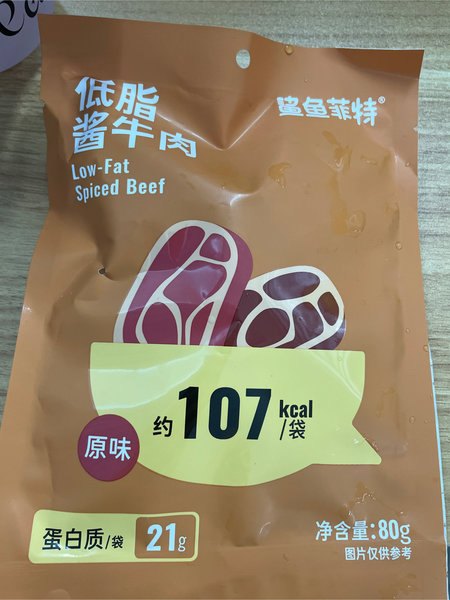 低脂
酱牛肉
Low-Fat
Spiced Beef
鲨鱼菲特®
约107kcal/袋
原味
蛋白质/袋 21g
净含量:80g
图片仅供参考